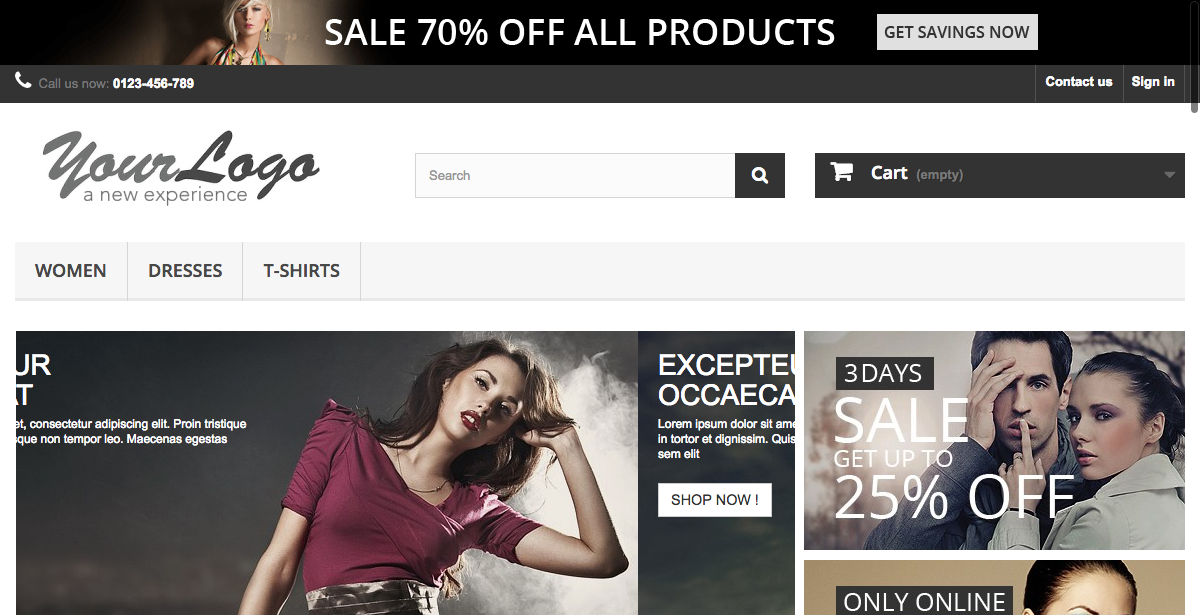 SALE 70% OFF ALL PRODUCTS
GET SAVINGS NOW
Call us now: 0123-456-789
Contact us
Sign in
YourLogo
a new experience
Search
Cart (empty)
WOMEN
DRESSES
T-SHIRTS
UR
AT
et, consectetur adipiscing elit. Proin tristique
sque non tempor leo. Maecenas egestas
EXCEPTEU
OCCAECA
Lorem ipsum dolor sit ame
in tortor et dignissim. Quis
sem elit
SHOP NOW !
3DAYS
SALE
GET UP TO
25% OFF
ONLY ONLINE